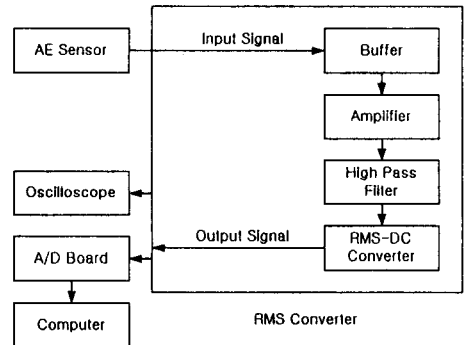 AE Sensor
Input Signal
Buffer
Amplifier
High Pass
Filter
Oscilloscope
Output Signal
RMS-DC
Converter
A/D Board
Computer
RMS Converter